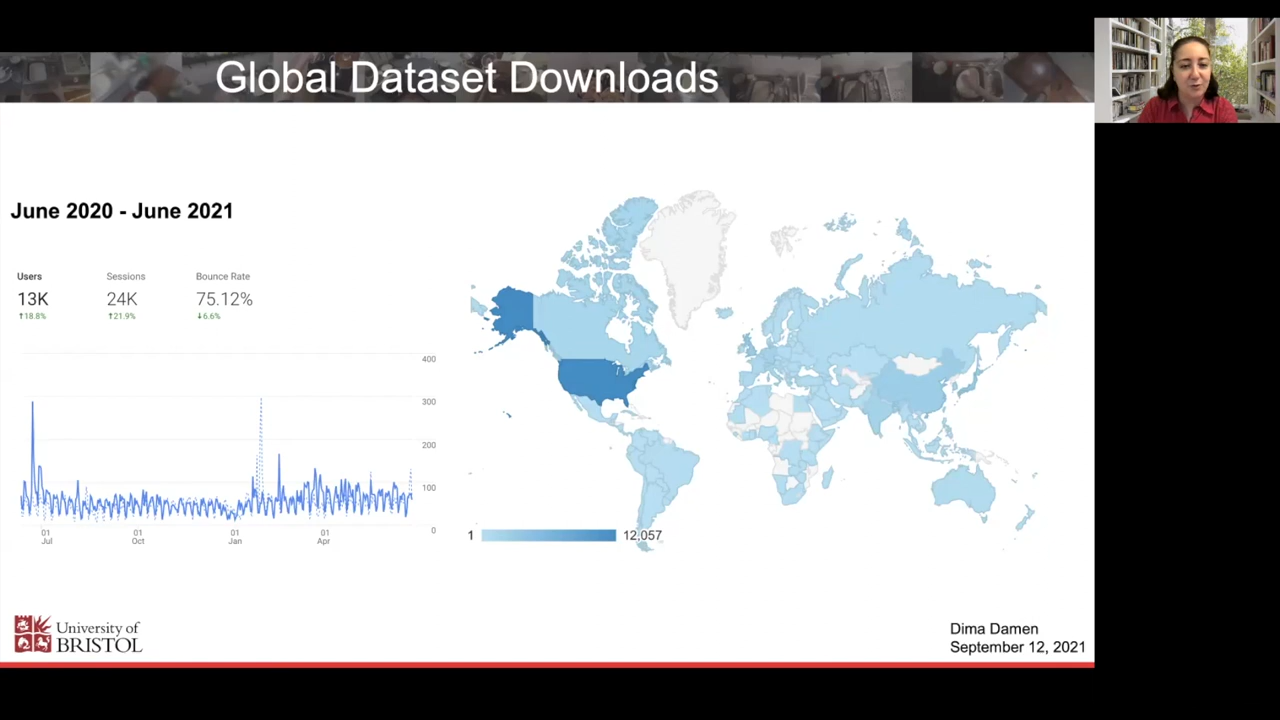 Global Dataset Downloads
June 2020 - June 2021
Users
Sessions
Bounce Rate
13K
24K
75.12%
↑18.8%
↑21.9%
↓6.6%
400
300
200
100
0
01
Jul
01
Oct
01
Jan
01
Apr
1
12,057
University of
BRISTOL
Dima Damen
September 12, 2021